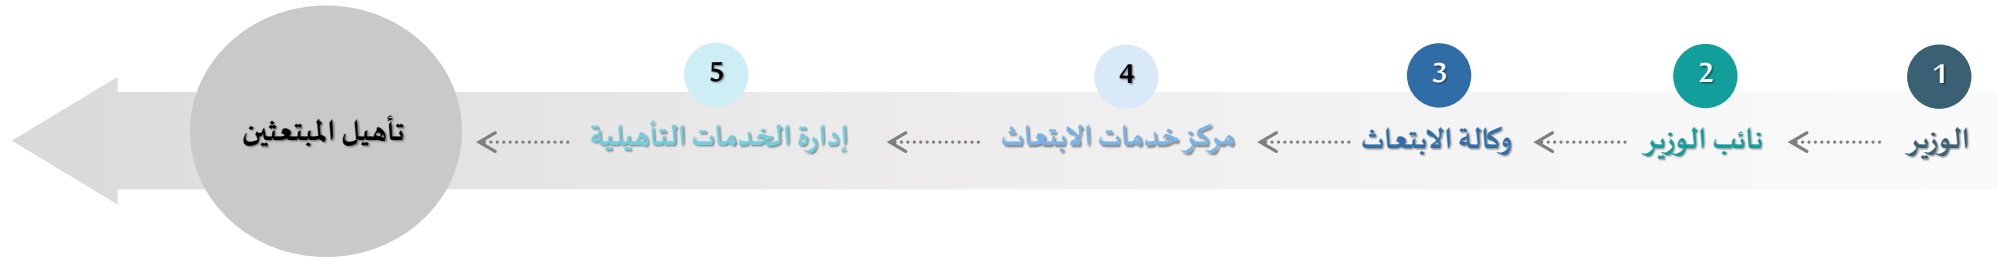 1
الوزير
2
نائب الوزير
3
وكالة الابتعاث
4
مركز خدمات الابتعاث
5
إدارة الخدمات التأهيلية
تأهيل المبتعثين